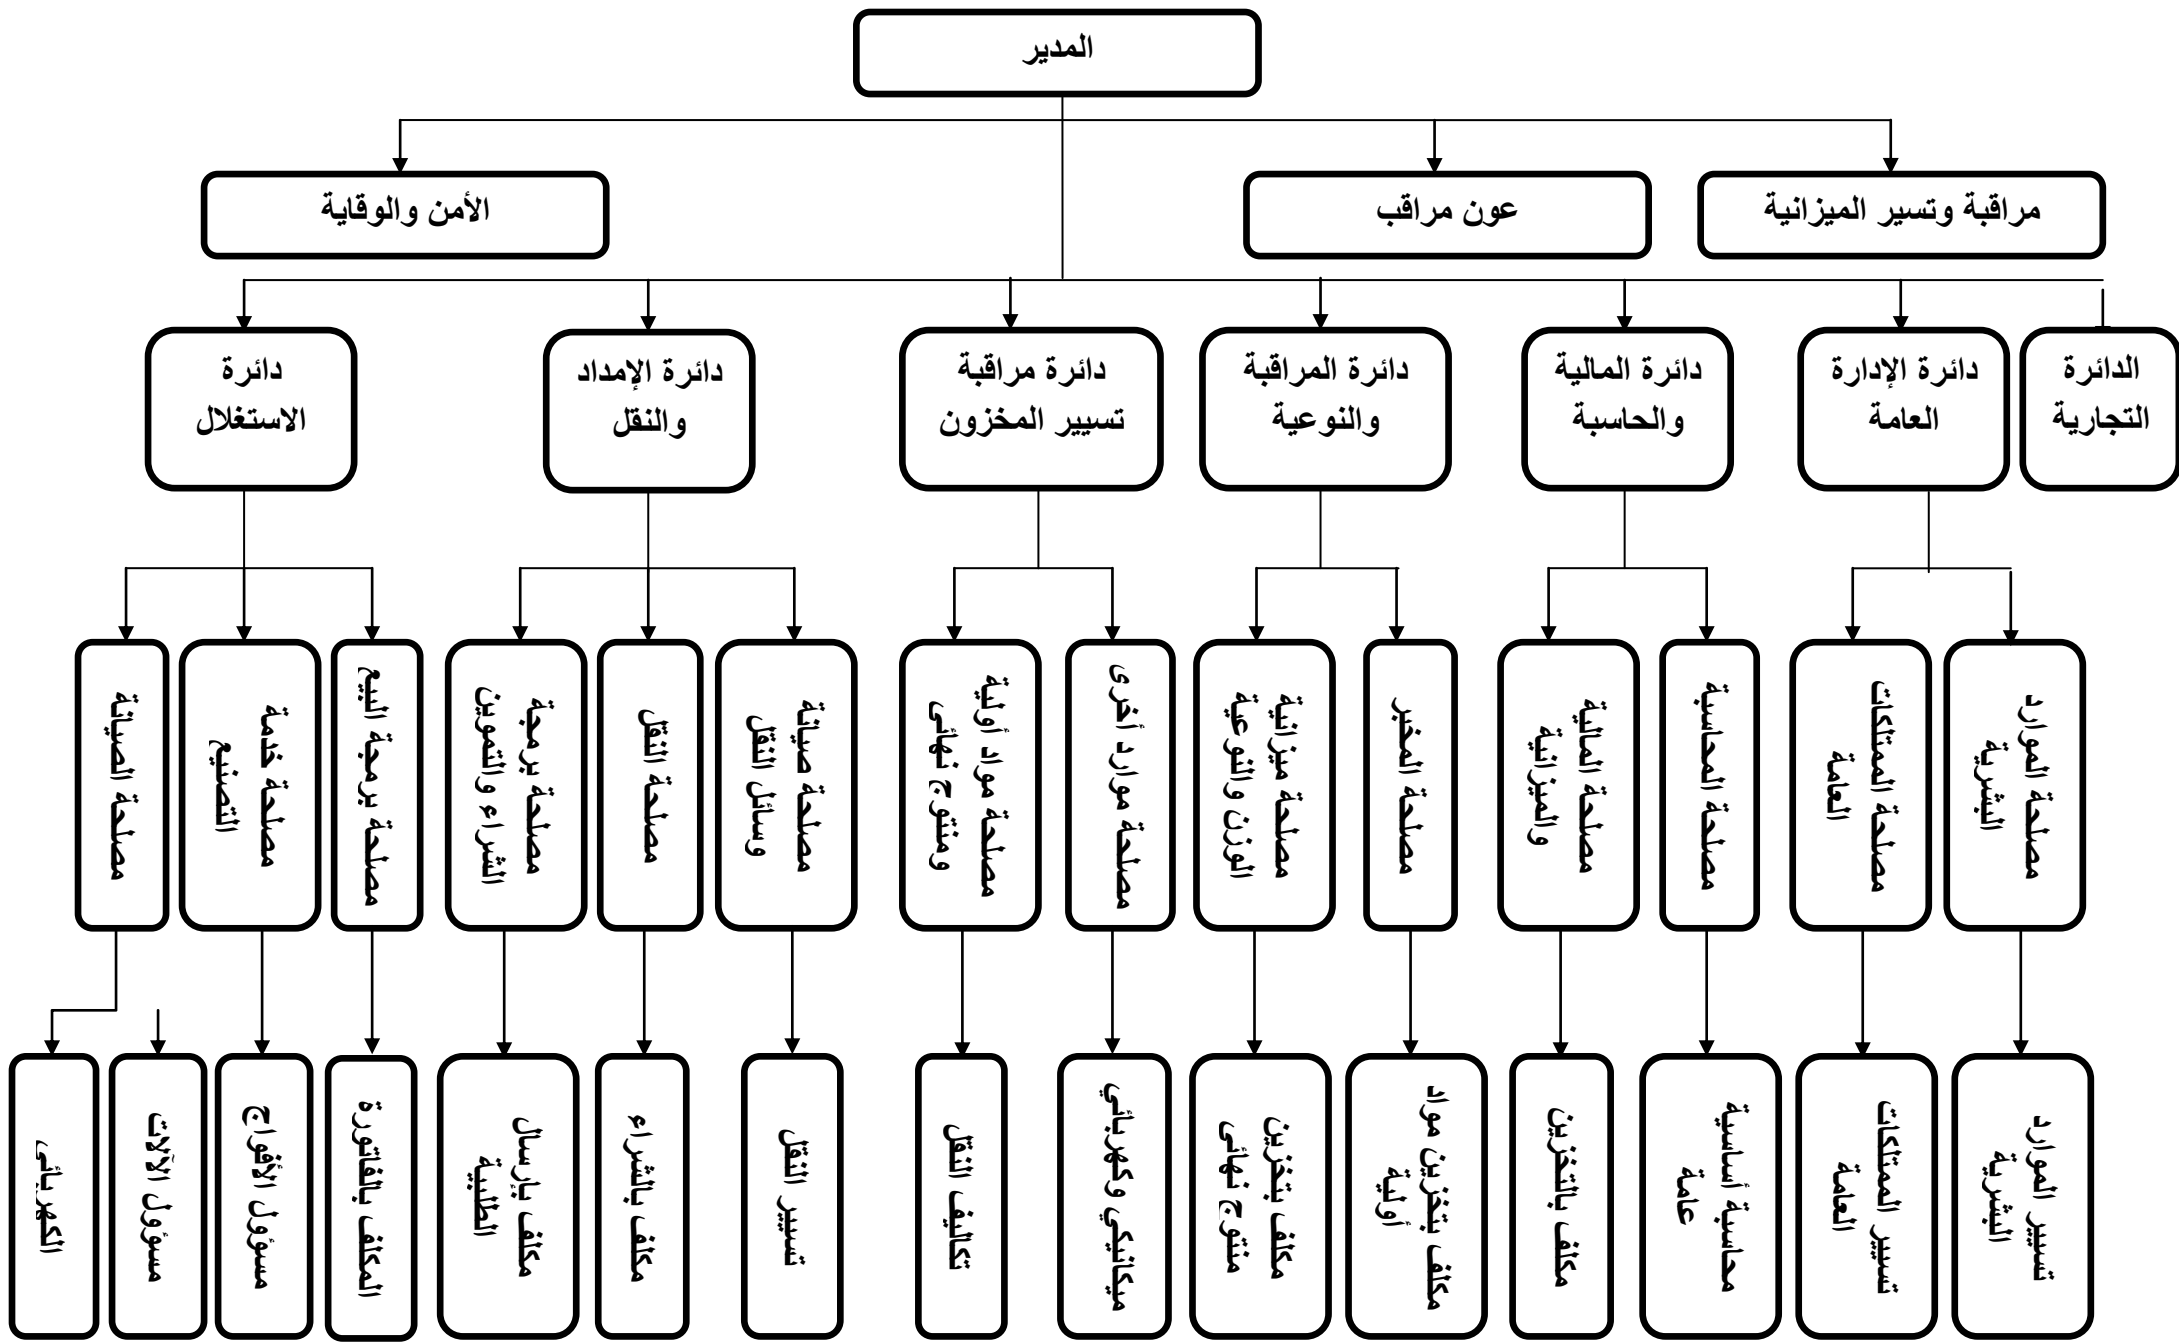 المدير
مراقبة وتسير الميزانية
عون مراقب
الأمن والوقاية
الدائرة
التجارية
دائرة الإدارة
العامة
دائرة المالية
والحاسبة
دائرة المراقبة
والنوعية
دائرة مراقبة
تسيير المخزون
دائرة الإمداد
والنقل
دائرة
الاستغلال
مصلحة الموارد
البشرية
مصلحة الممتلكات
العامة
مصلحة المحاسبة
مصلحة المالية
والميزانية
مصلحة المخبر
مصلحة ميزانية
الوزن والنوعية
مصلحة موارد أخرى
مصلحة مواد أولية
ومنتوج نهائي
مصلحة صيانة
وسائل النقل
مصلحة النقل
مصلحة برمجة
الشراء والتموين
مصلحة برمجة البيع
مصلحة خدمة
التصنيع
مصلحة الصيانة
تسيير الموارد
البشرية
تسيير الممتلكات
العامة
محاسبة أساسية
عامة
مكلف بالتخزين
مكلف بتخزين مواد
أولية
مكلف بتخزين
منتوج نهائي
ميكانيكي وكهربائي
تكاليف النقل
تسيير النقل
مكلف بالشراء
مكلف بإرسال
الطلبية
المكلف بالفاتورة
مسؤول الأفواج
مسؤول الآلات
الكهربائي